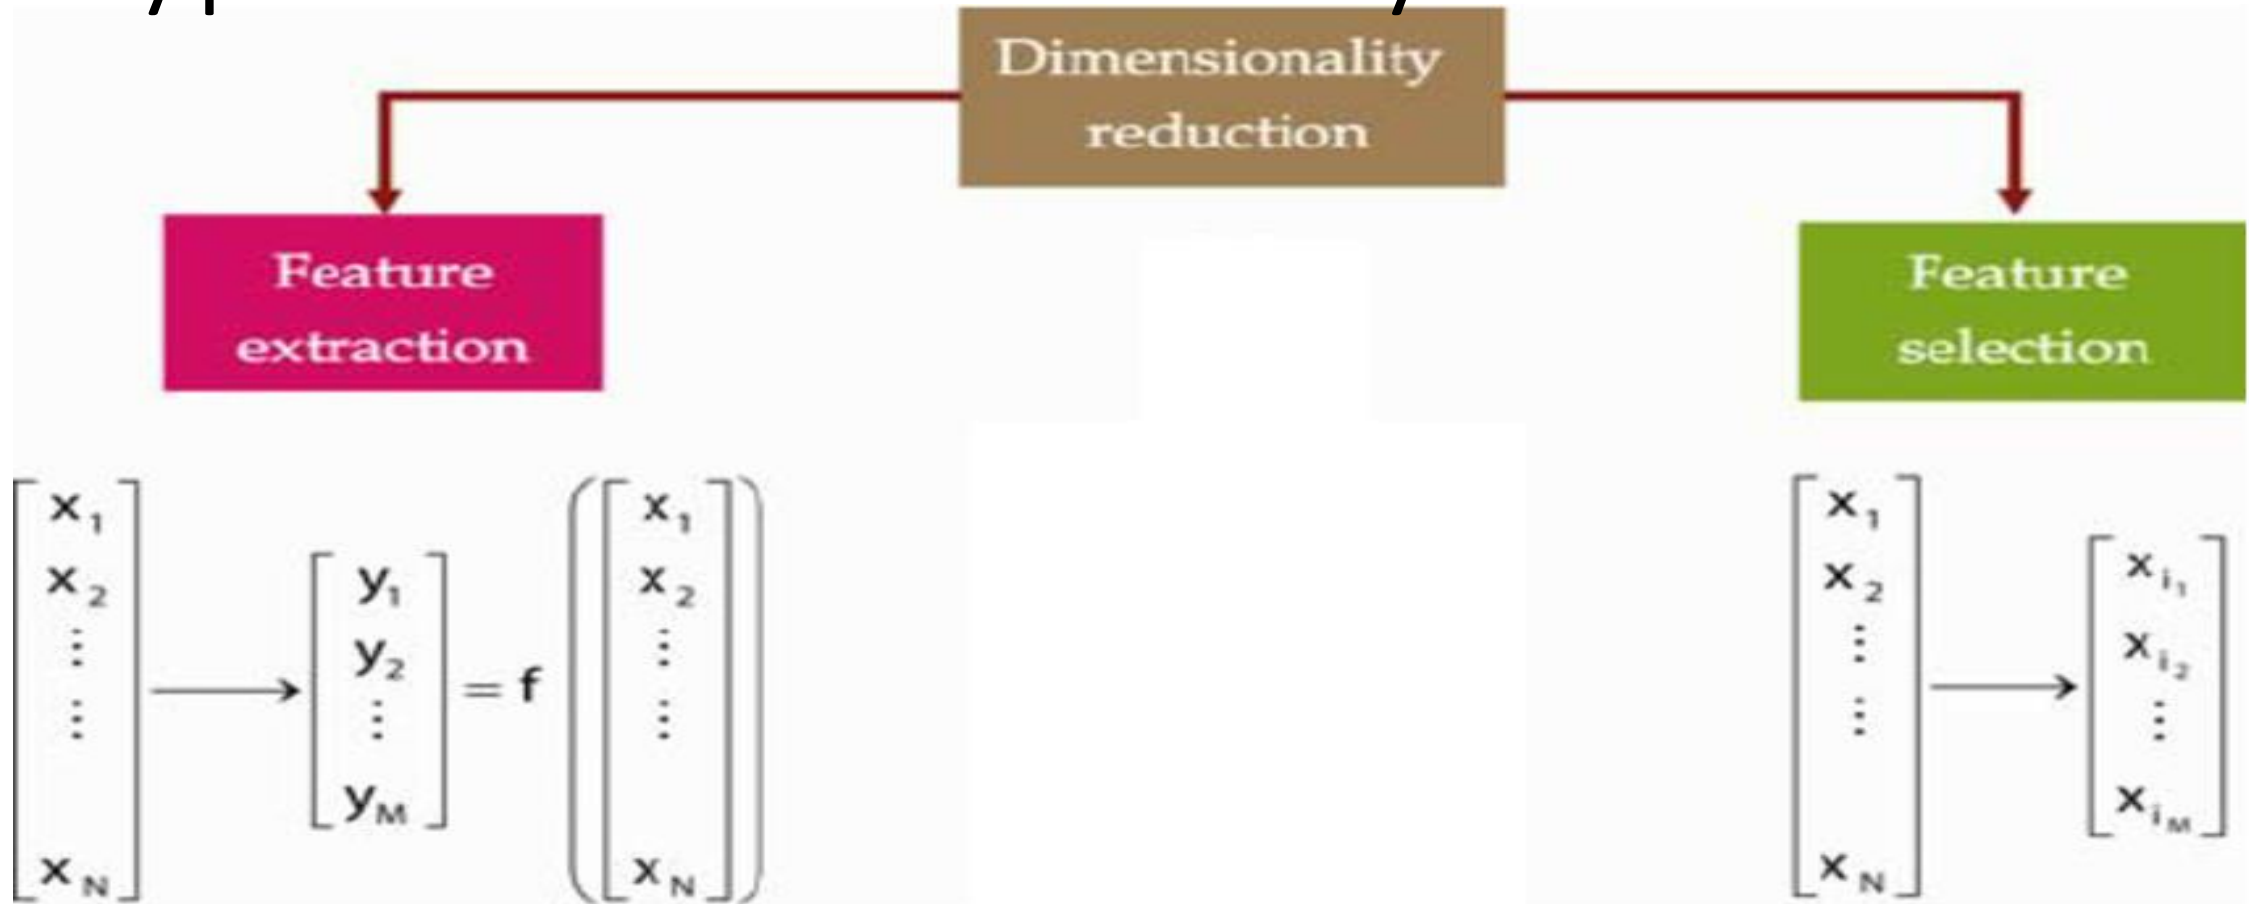 Dimensionality
reduction
Feature
extraction
Feature
selection
x1
x2
⋮
⋮
xN
y1
y2
⋮
yM
= f
x1
x2
⋮
⋮
xN
x1
x2
⋮
⋮
xN
xi1
xi2
⋮
xiM